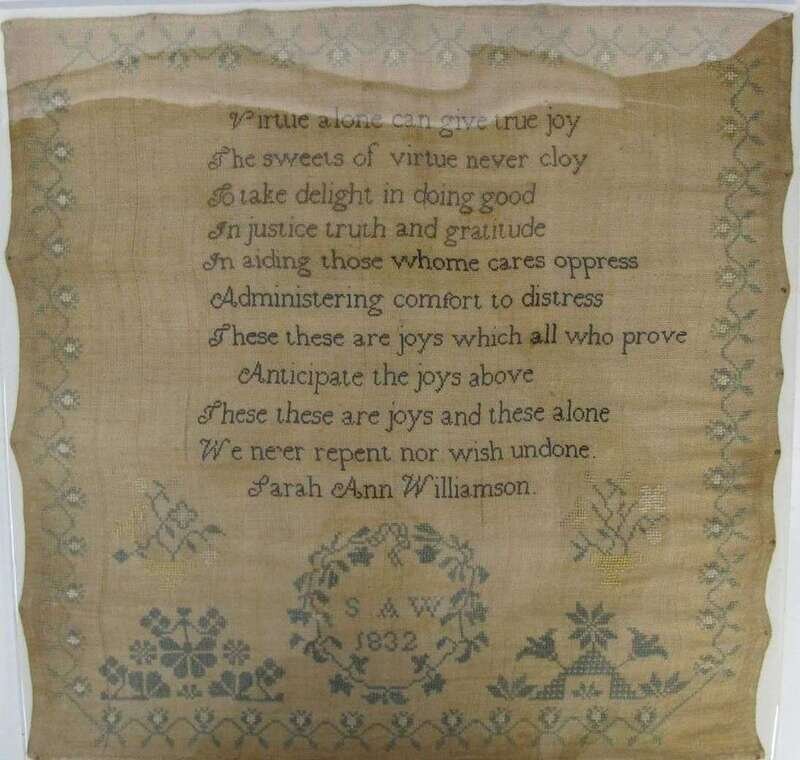 Virtue alone can give true joy
The sweets of virtue never cloy
To take delight in doing good
In justice truth and gratitude
In aiding those whome cares oppress
Administering comfort to distress
These these are joys which all who prove
Anticipate the joys above
These these are joys and these alone
We ne'er repent nor wish undone.
Sarah Ann Williamson.
S A W
1832